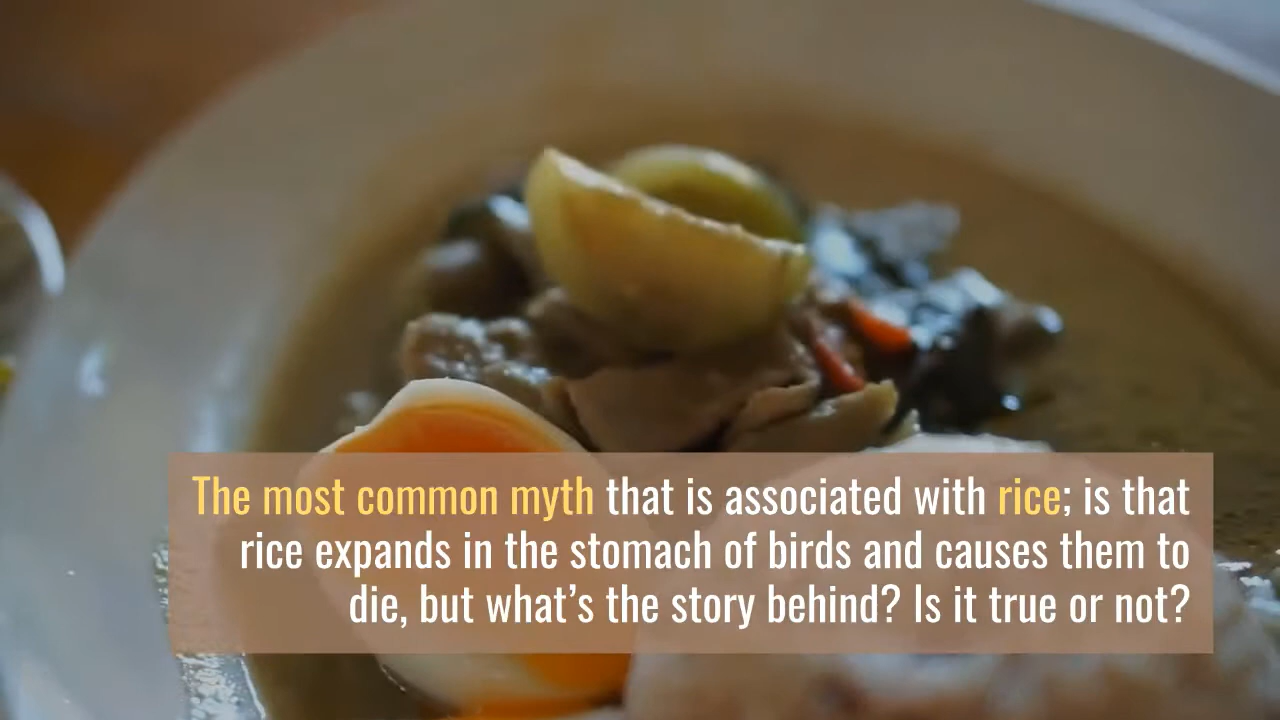 The most common myth that is associated with rice; is that
rice expands in the stomach of birds and causes them to
die, but what’s the story behind? Is it true or not?